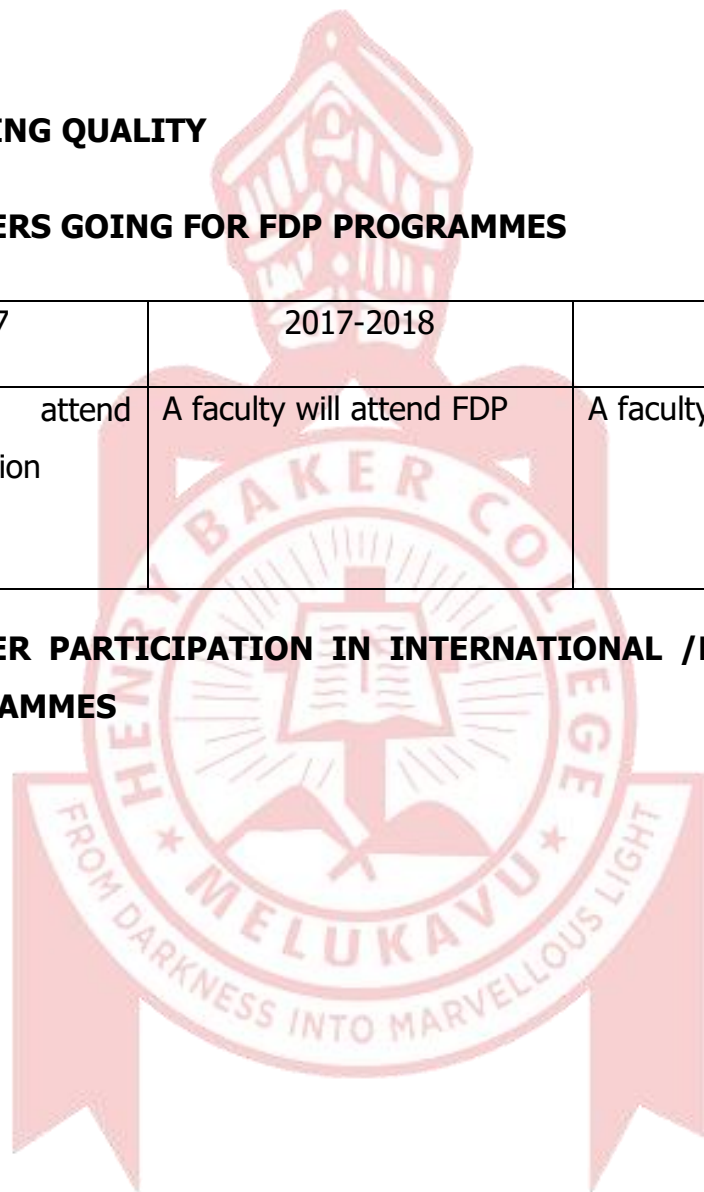 ING QUALITY
ERS GOING FOR FDP PROGRAMMES
7 2017-2018
attend A faculty will attend FDP A faculty
ion
ER PARTICIPATION IN INTERNATIONAL /
AMMES
HENRY BAKER COLLEGE
MELUKAVU
FROM DARKNESS INTO MARVELLOUS LIGHT